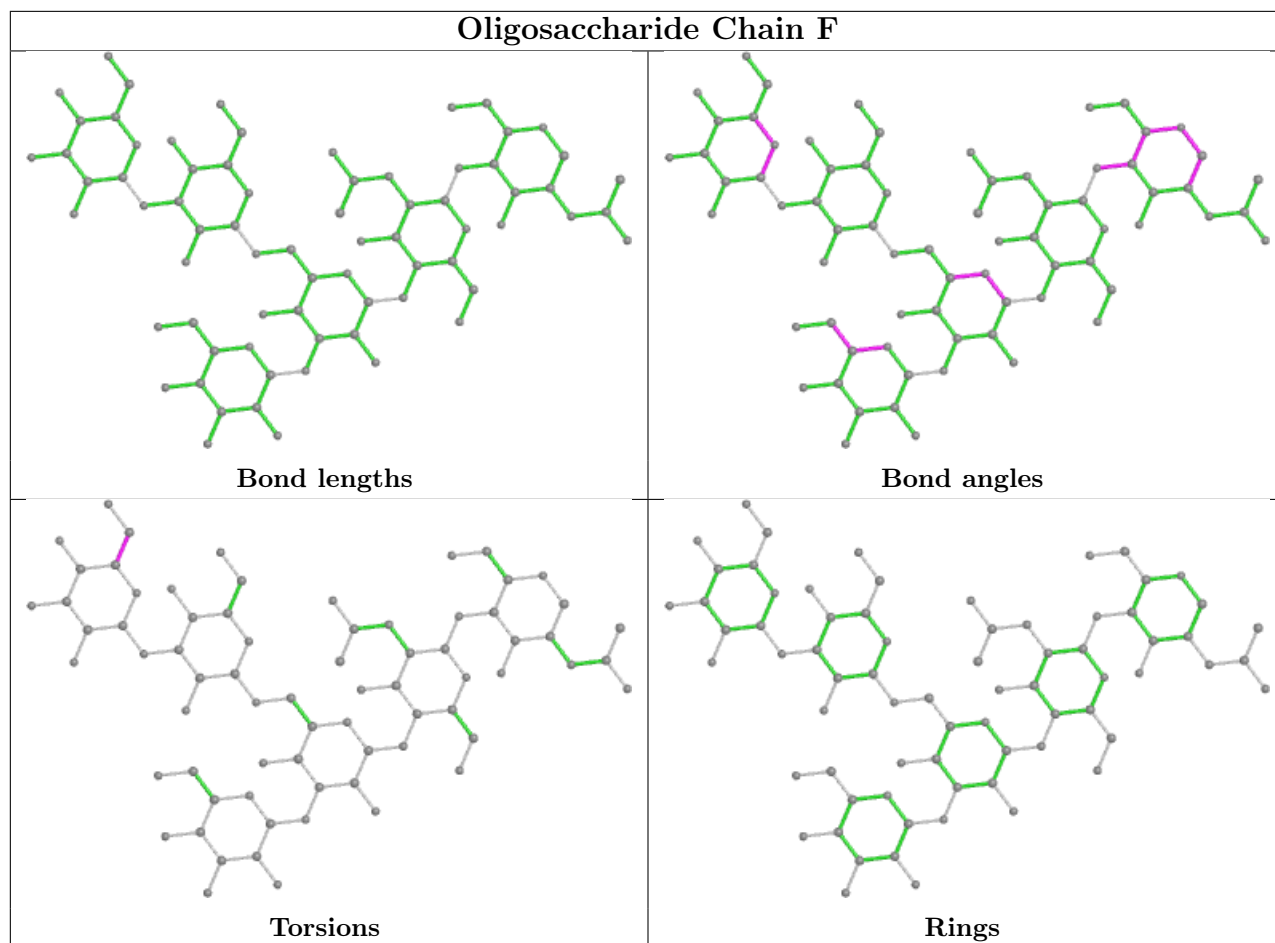 Oligosaccharide Chain F
Bond lengths
Bond angles
Torsions
Rings